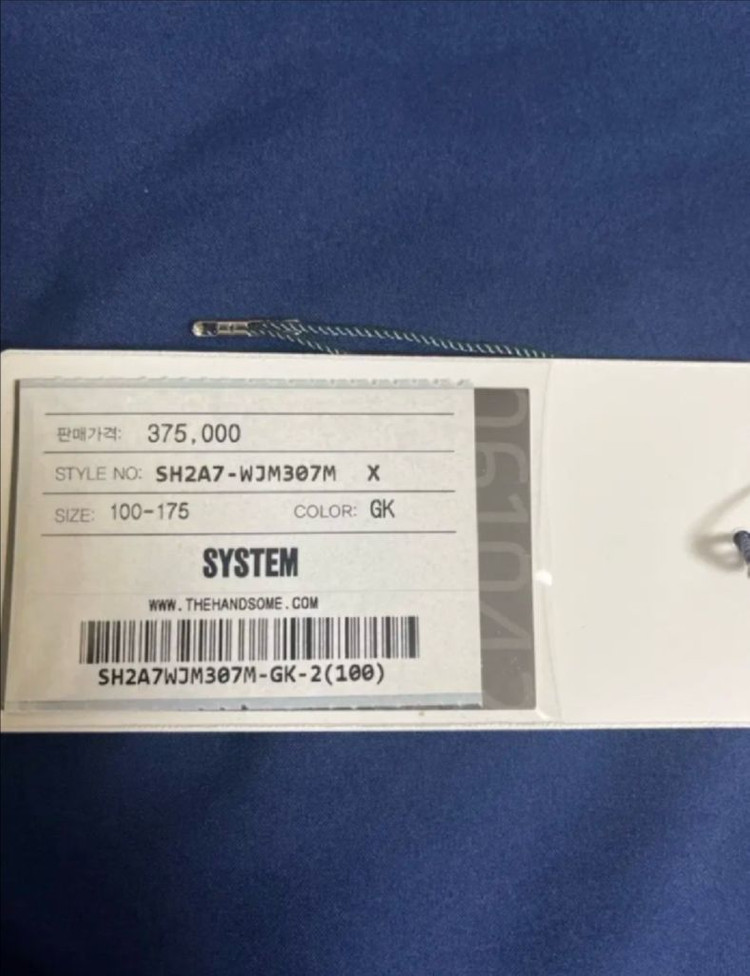 판매가격: 375,000
STYLE NO: SH2A7-WJM307M X
SIZE: 100-175 COLOR: GK
SYSTEM
WWW.THEHANDSOME.COM
SH2A7WJM307M-GK-2(100)